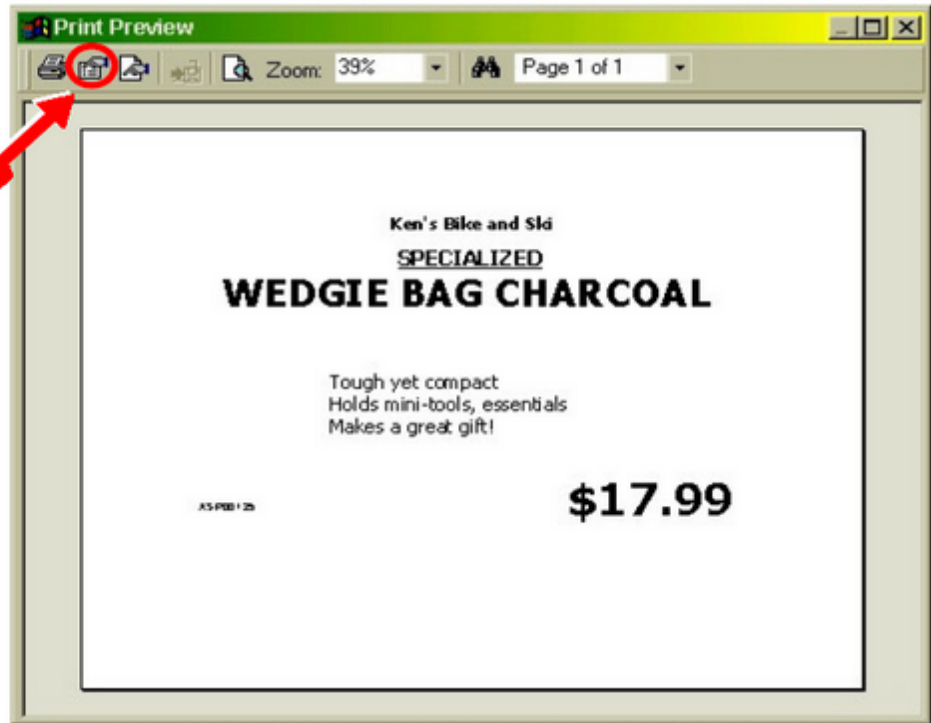 Print Preview
Zoom: 39% Page 1 of 1
Ken's Bike and Ski
SPECIALIZED
WEDGIE BAG CHARCOAL
Tough yet compact
Holds mini-tools, essentials
Makes a great gift!
$17.99